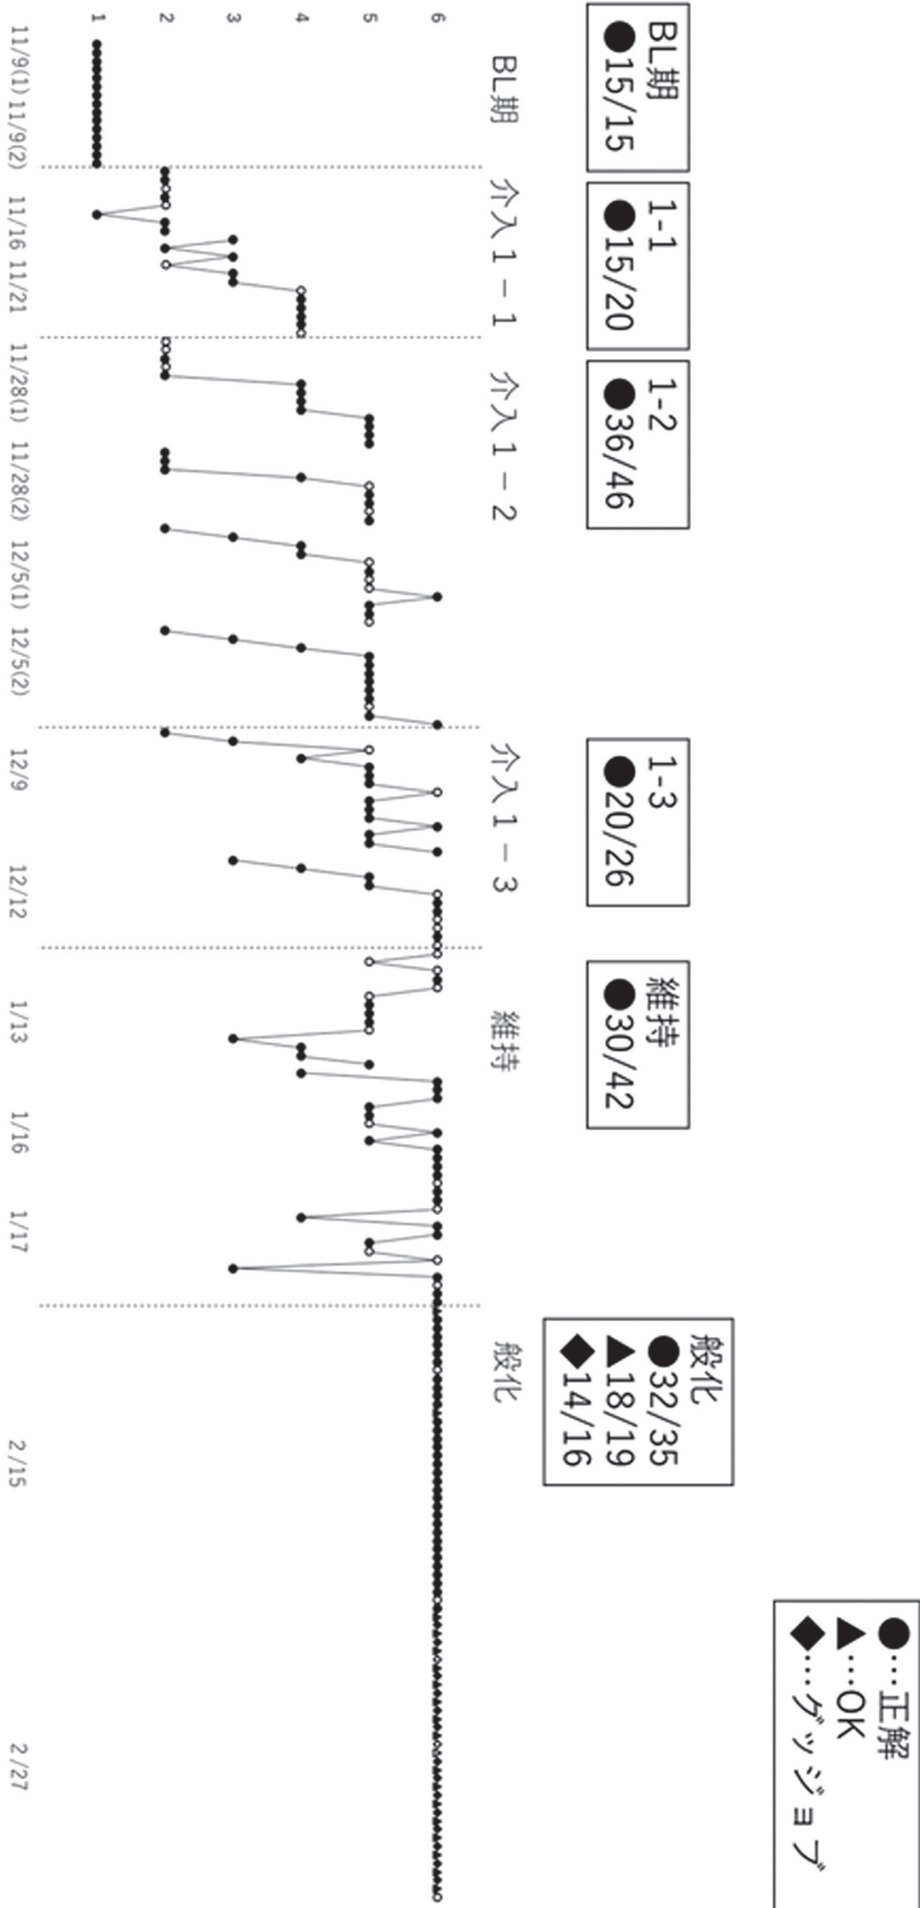 ●…正解
▲…OK
◆…グッジョブ
BL期
●15/15
1-1
●15/20
1-2
●36/46
1-3
●20/26
維持
●30/42
般化
●32/35
▲18/19
◆14/16
BL期
介入1－1
介入1－2
介入1－3
維持
般化
6
5
4
3
2
1
11/9(1)
11/9(2)
11/16
11/21
11/28(1)
11/28(2)
12/5(1)
12/5(2)
12/9
12/12
1/13
1/16
1/17
2/15
2/27